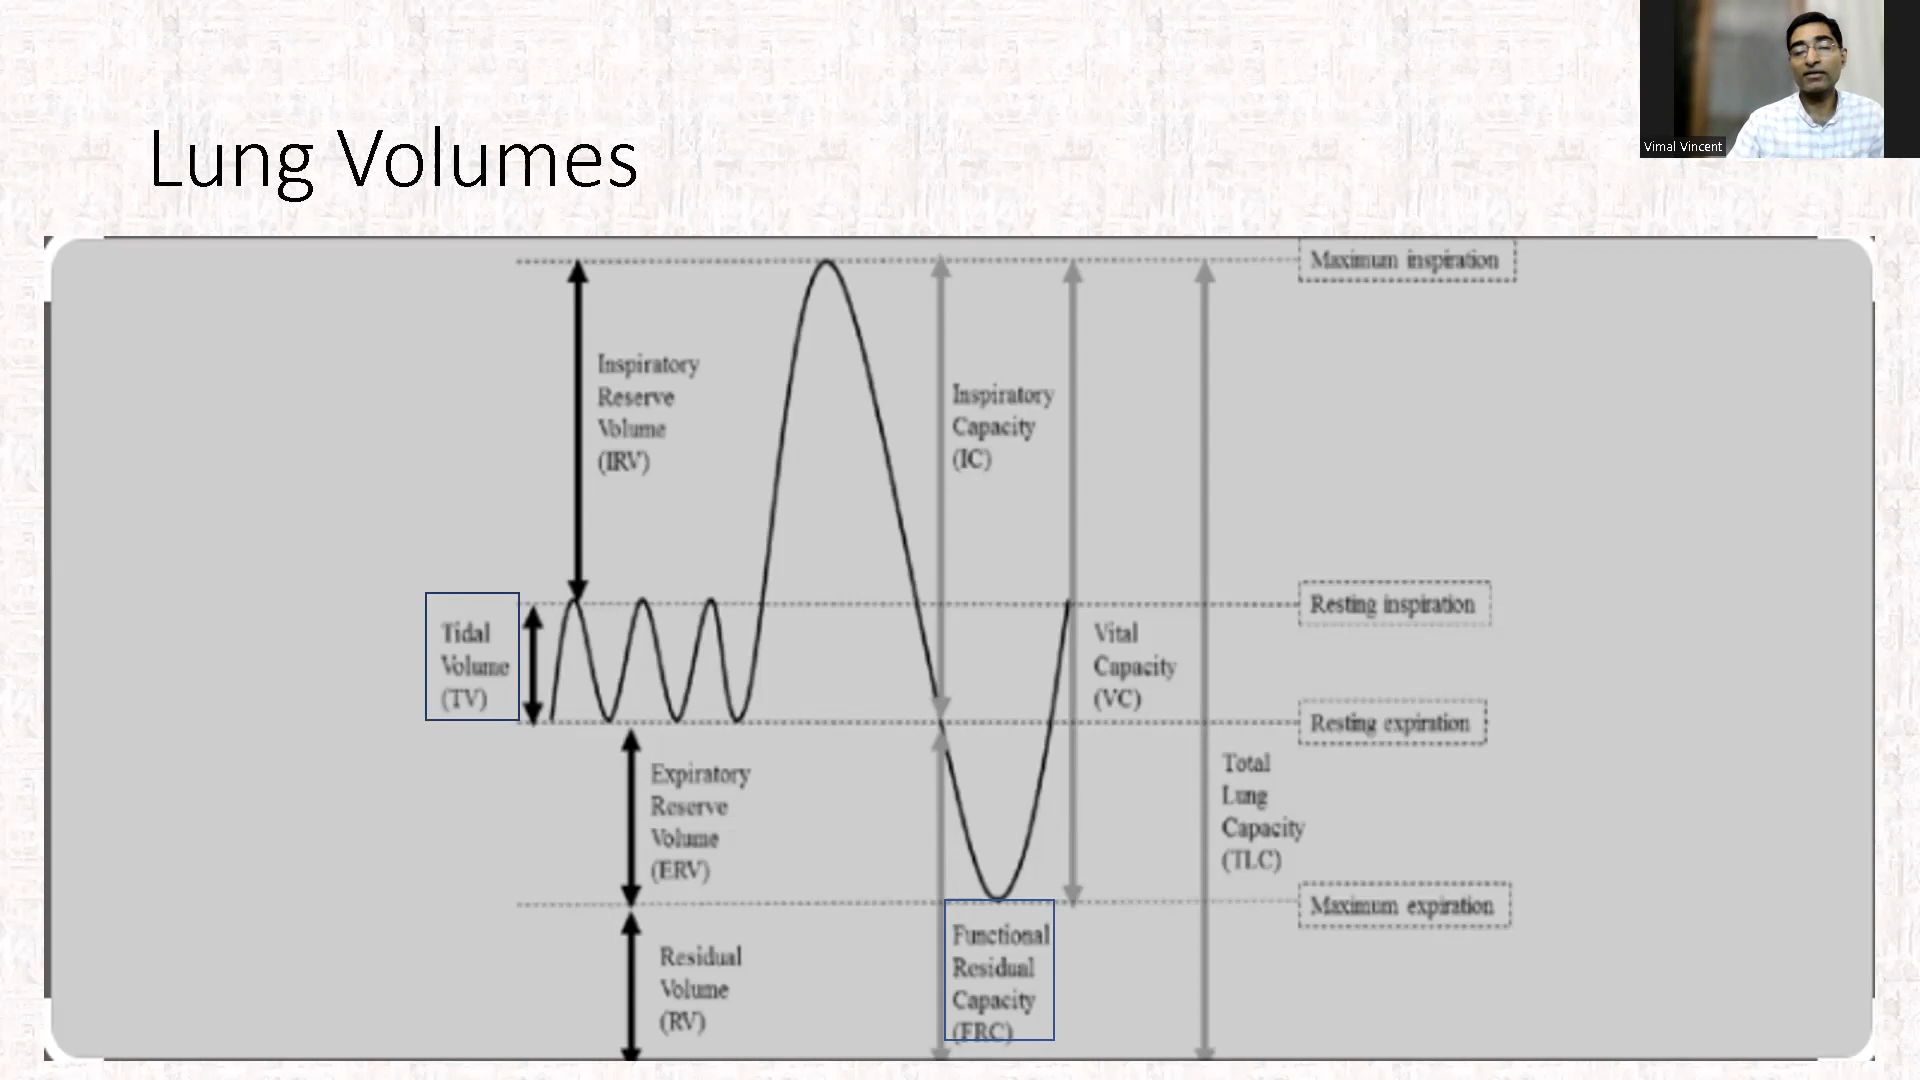 Vimal Vincent
Lung Volumes
Maximum inspiration
Inspiratory
Reserve
Volume
(IRV)
Inspiratory
Capacity
(IC)
Resting inspiration
Tidal
Volume
(TV)
Vital
Capacity
(VC)
Resting expiration
Expiratory
Reserve
Volume
(ERV)
Total
Lung
Capacity
(TLC)
Maximum expiration
Residual
Volume
(RV)
Functional
Residual
Capacity
(FRC)